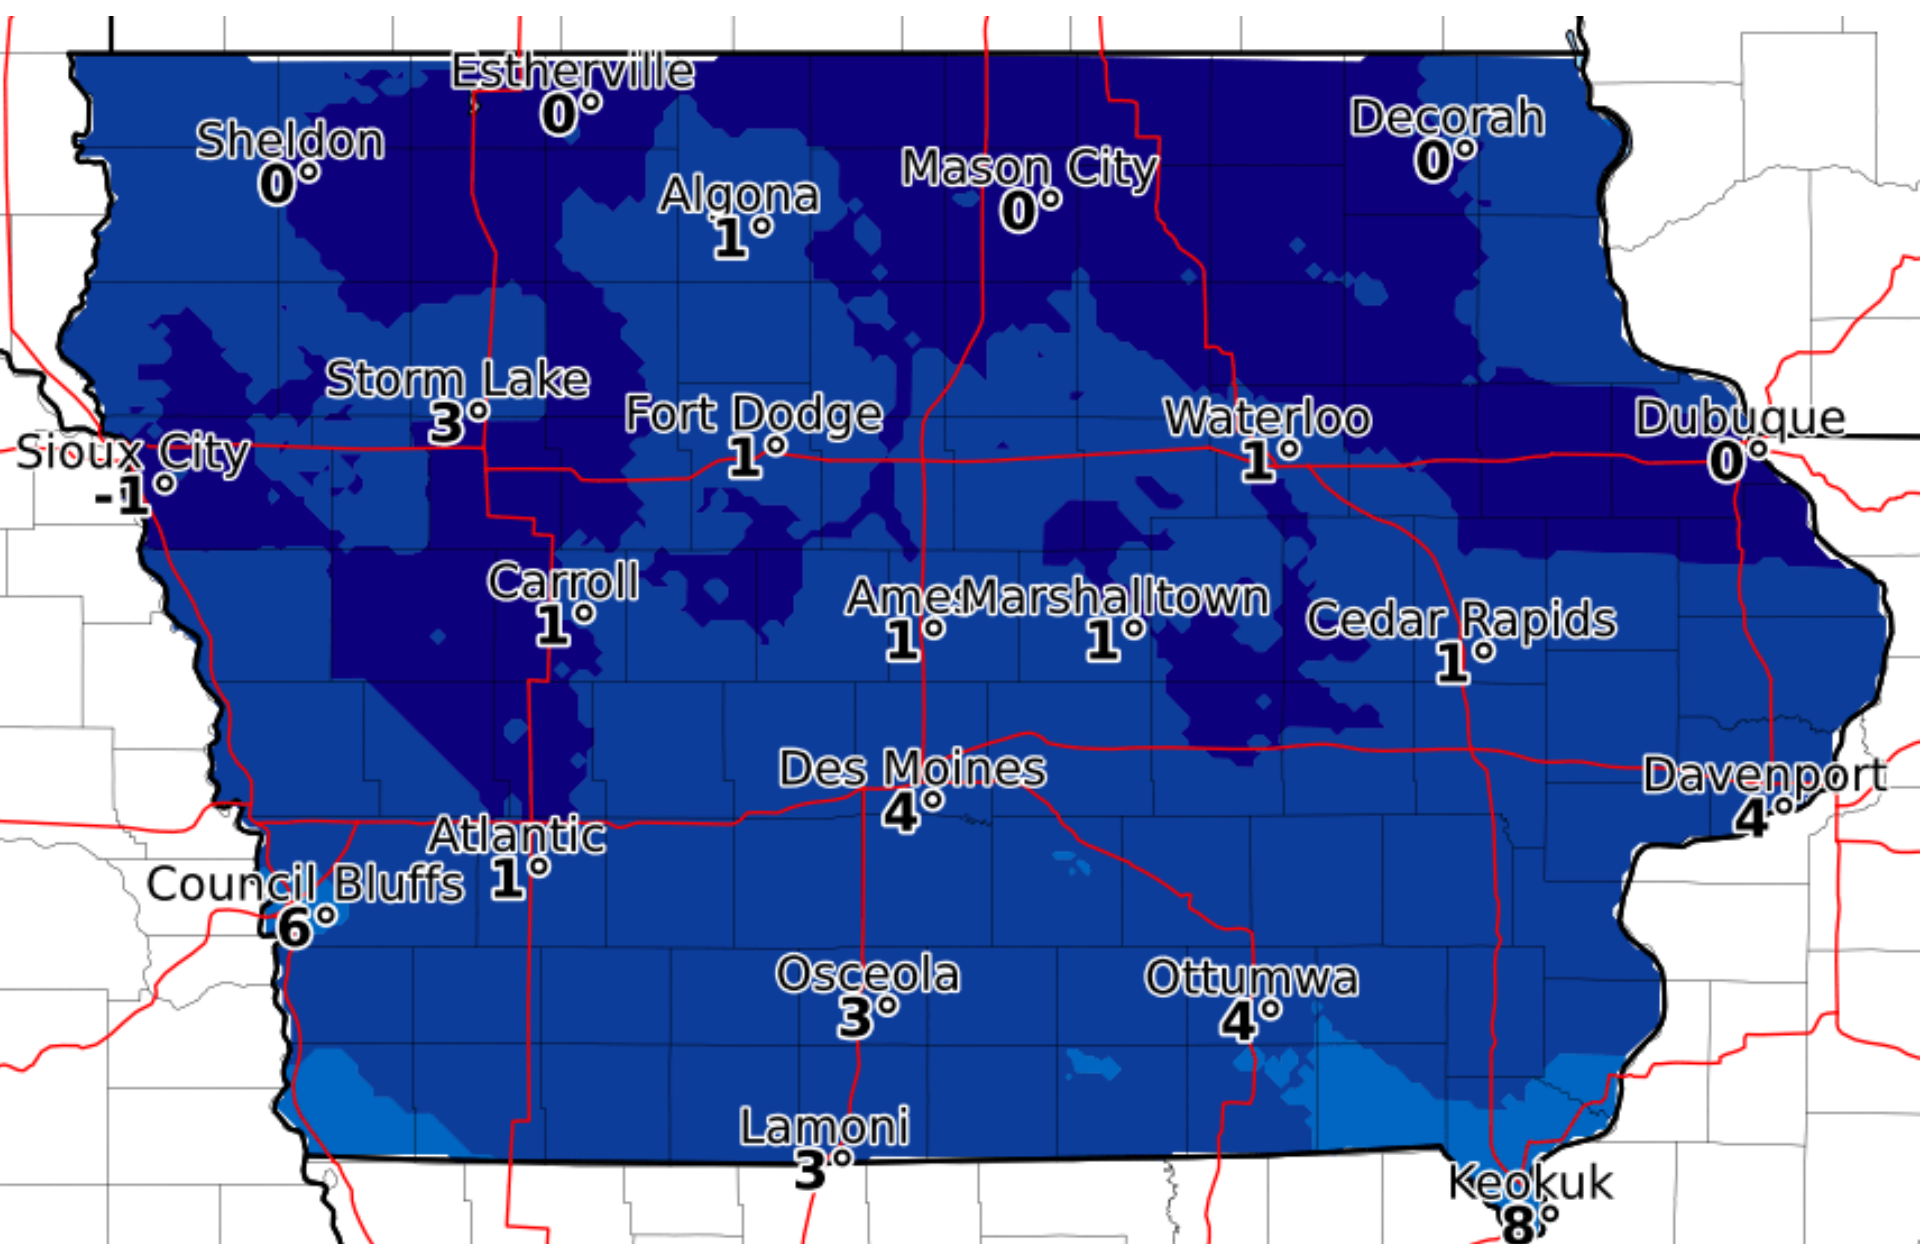 Estherville
0°
Sheldon
0°
Decorah
0°
Mason City
0°
Algona
1°
Storm Lake
3°
Fort Dodge
1°
Waterloo
1°
Dubuque
0°
Sioux City
-1°
Carroll
1°
Ames
1°
Marshalltown
1°
Cedar Rapids
1°
Des Moines
4°
Davenport
4°
Atlantic
1°
Council Bluffs
6°
Osceola
3°
Ottumwa
4°
Lamoni
3°
Keokuk
8°